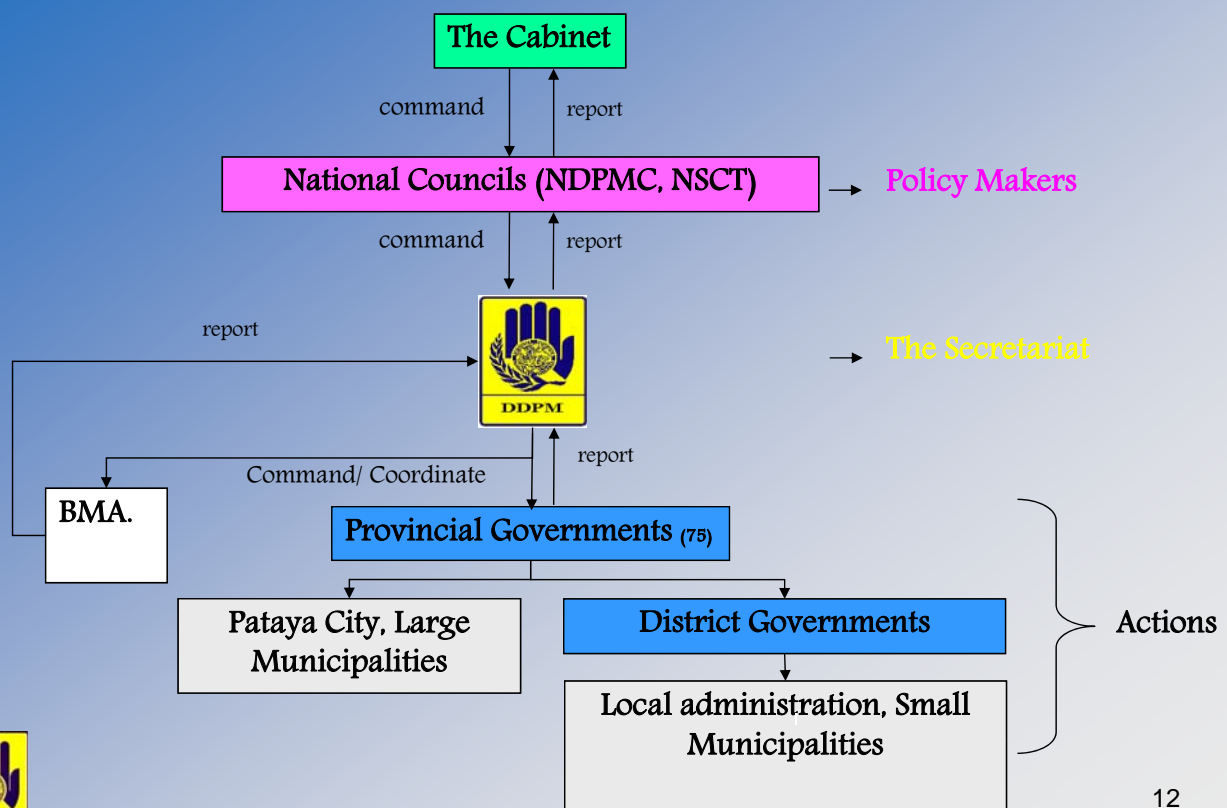 The Cabinet
command
report
National Councils (NDPMC, NSCT)
Policy Makers
command
report
report
The Secretariat
DDPM
report
Command/ Coordinate
BMA.
Provincial Governments (75)
Pataya City, Large
Municipalities
District Governments
Actions
Local administration, Small
Municipalities
12